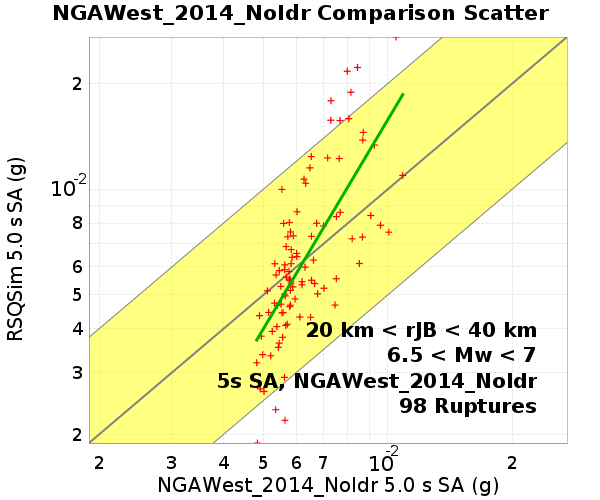 NGAWest_2014_NoIdr Comparison Scatter
RSQSim 5.0 s SA (g)
2
10⁻²
8
6
5
4
3
2
20 km < rJB < 40 km
6.5 < Mw < 7
5s SA, NGAWest_2014_NoIdr
98 Ruptures
2 3 4 5 6 7 10⁻² 2
NGAWest_2014_NoIdr 5.0 s SA (g)